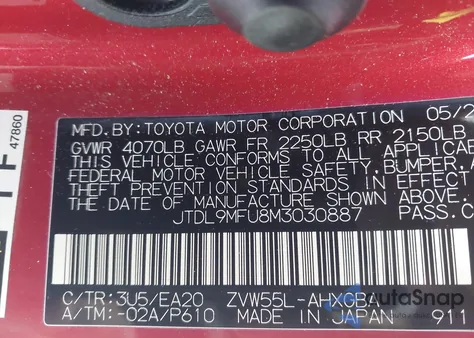 MFD.BY:TOYOTA MOTOR CORPORATION 05/2
GVWR 4070LB GAWR FR 2250LB RR 2150LB
THIS VEHICLE CONFORMS TO ALL APPLICAB
FEDERAL MOTOR VEHICLE SAFETY,BUMPER,A
THEFT PREVENTION STANDARDS IN EFFECT
THE DATE OF MANUFACTURE SHOWN ABOVE.
JTDL9MFU8M3030887 PASS.C
C/TR:3U5/EA20 ZVW55L-AHXGBA
A/TM:-02A/P610 MADE IN JAPAN 911
47860
AutoSnap